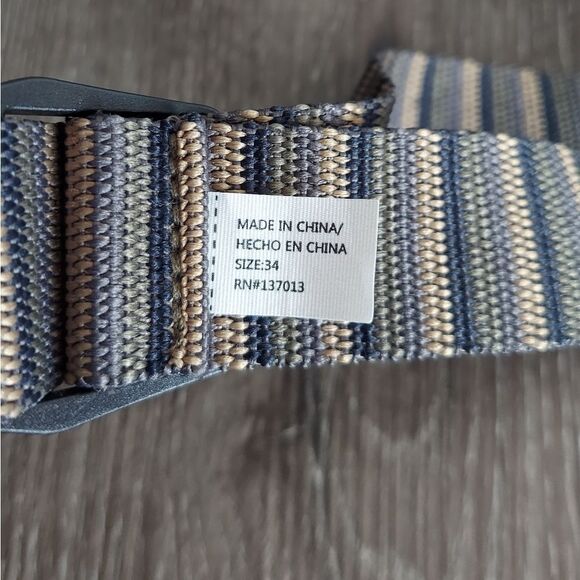 MADE IN CHINA/
HECHO EN CHINA
SIZE:34
RN#137013